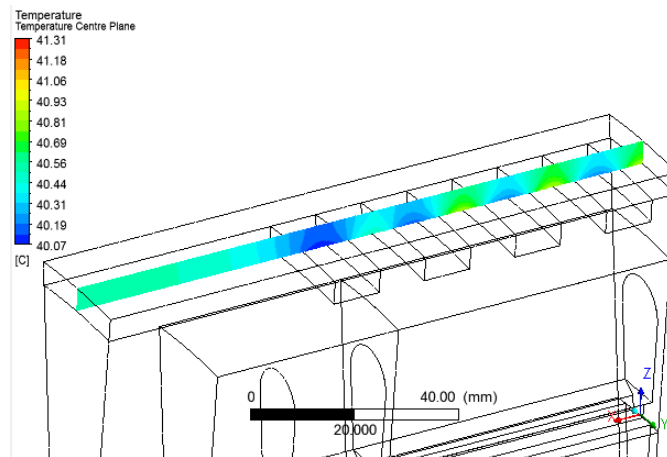 Temperature
Temperature Centre Plane
41.31
41.18
41.06
40.93
40.81
40.69
40.56
40.44
40.31
40.19
40.07
[C]
0
40.00 (mm)
20.000
Z
X
Y